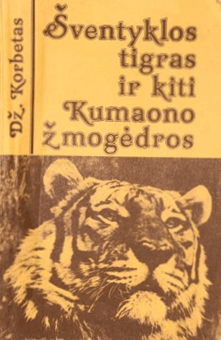 Dž. Korbetas
Šventyklos
tigras
ir kiti
Kumaono
žmogėdros